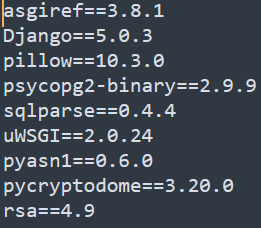 asgiref==3.8.1
Django==5.0.3
pillow==10.3.0
psycopg2-binary==2.9.9
sqlparse==0.4.4
uWSGI==2.0.24
pyasn1==0.6.0
pycryptodome==3.20.0
rsa==4.9